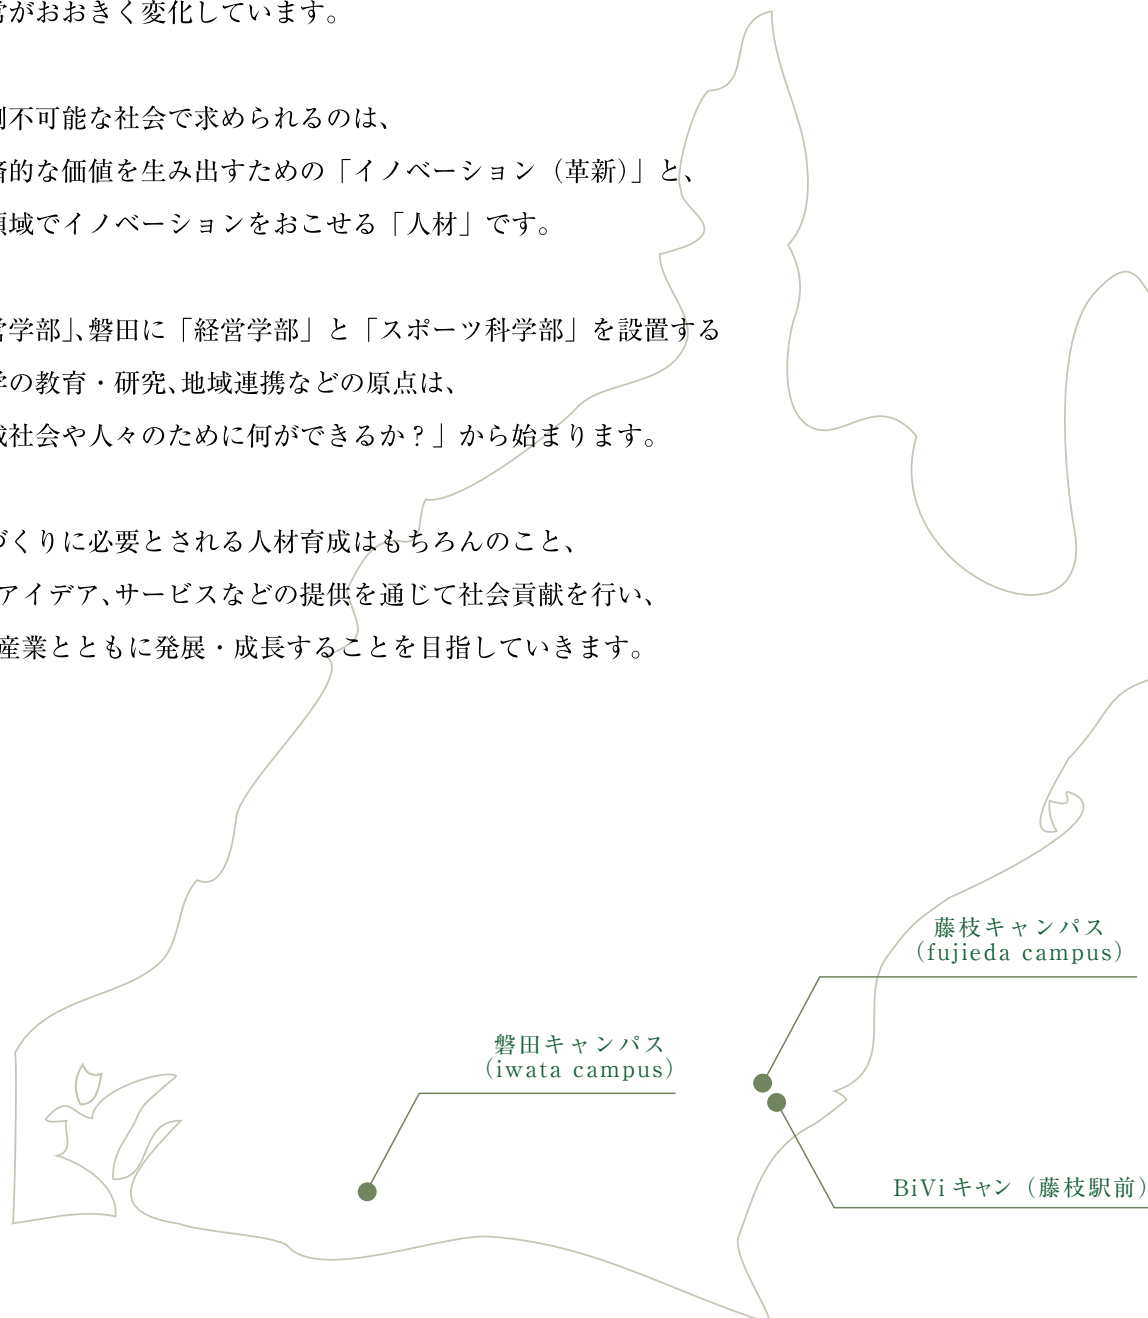 がおおきく変化しています。
不可能な社会で求められるのは、
的な価値を生み出すための「イノベーション（革新）」と、
域でイノベーションをおこせる「人材」です。
学部」、磐田に「経営学部」と「スポーツ科学部」を設置する
の教育・研究、地域連携などの原点は、
社会や人々のために何ができるか？」から始まります。
づくりに必要とされる人材育成はもちろんのこと、
アイデア、サービスなどの提供を通じて社会貢献を行い、
産業とともに発展・成長することを目指していきます。
藤枝キャンパス
（fujieda campus）
磐田キャンパス
（iwata campus）
BiVi キャン（藤枝駅前）